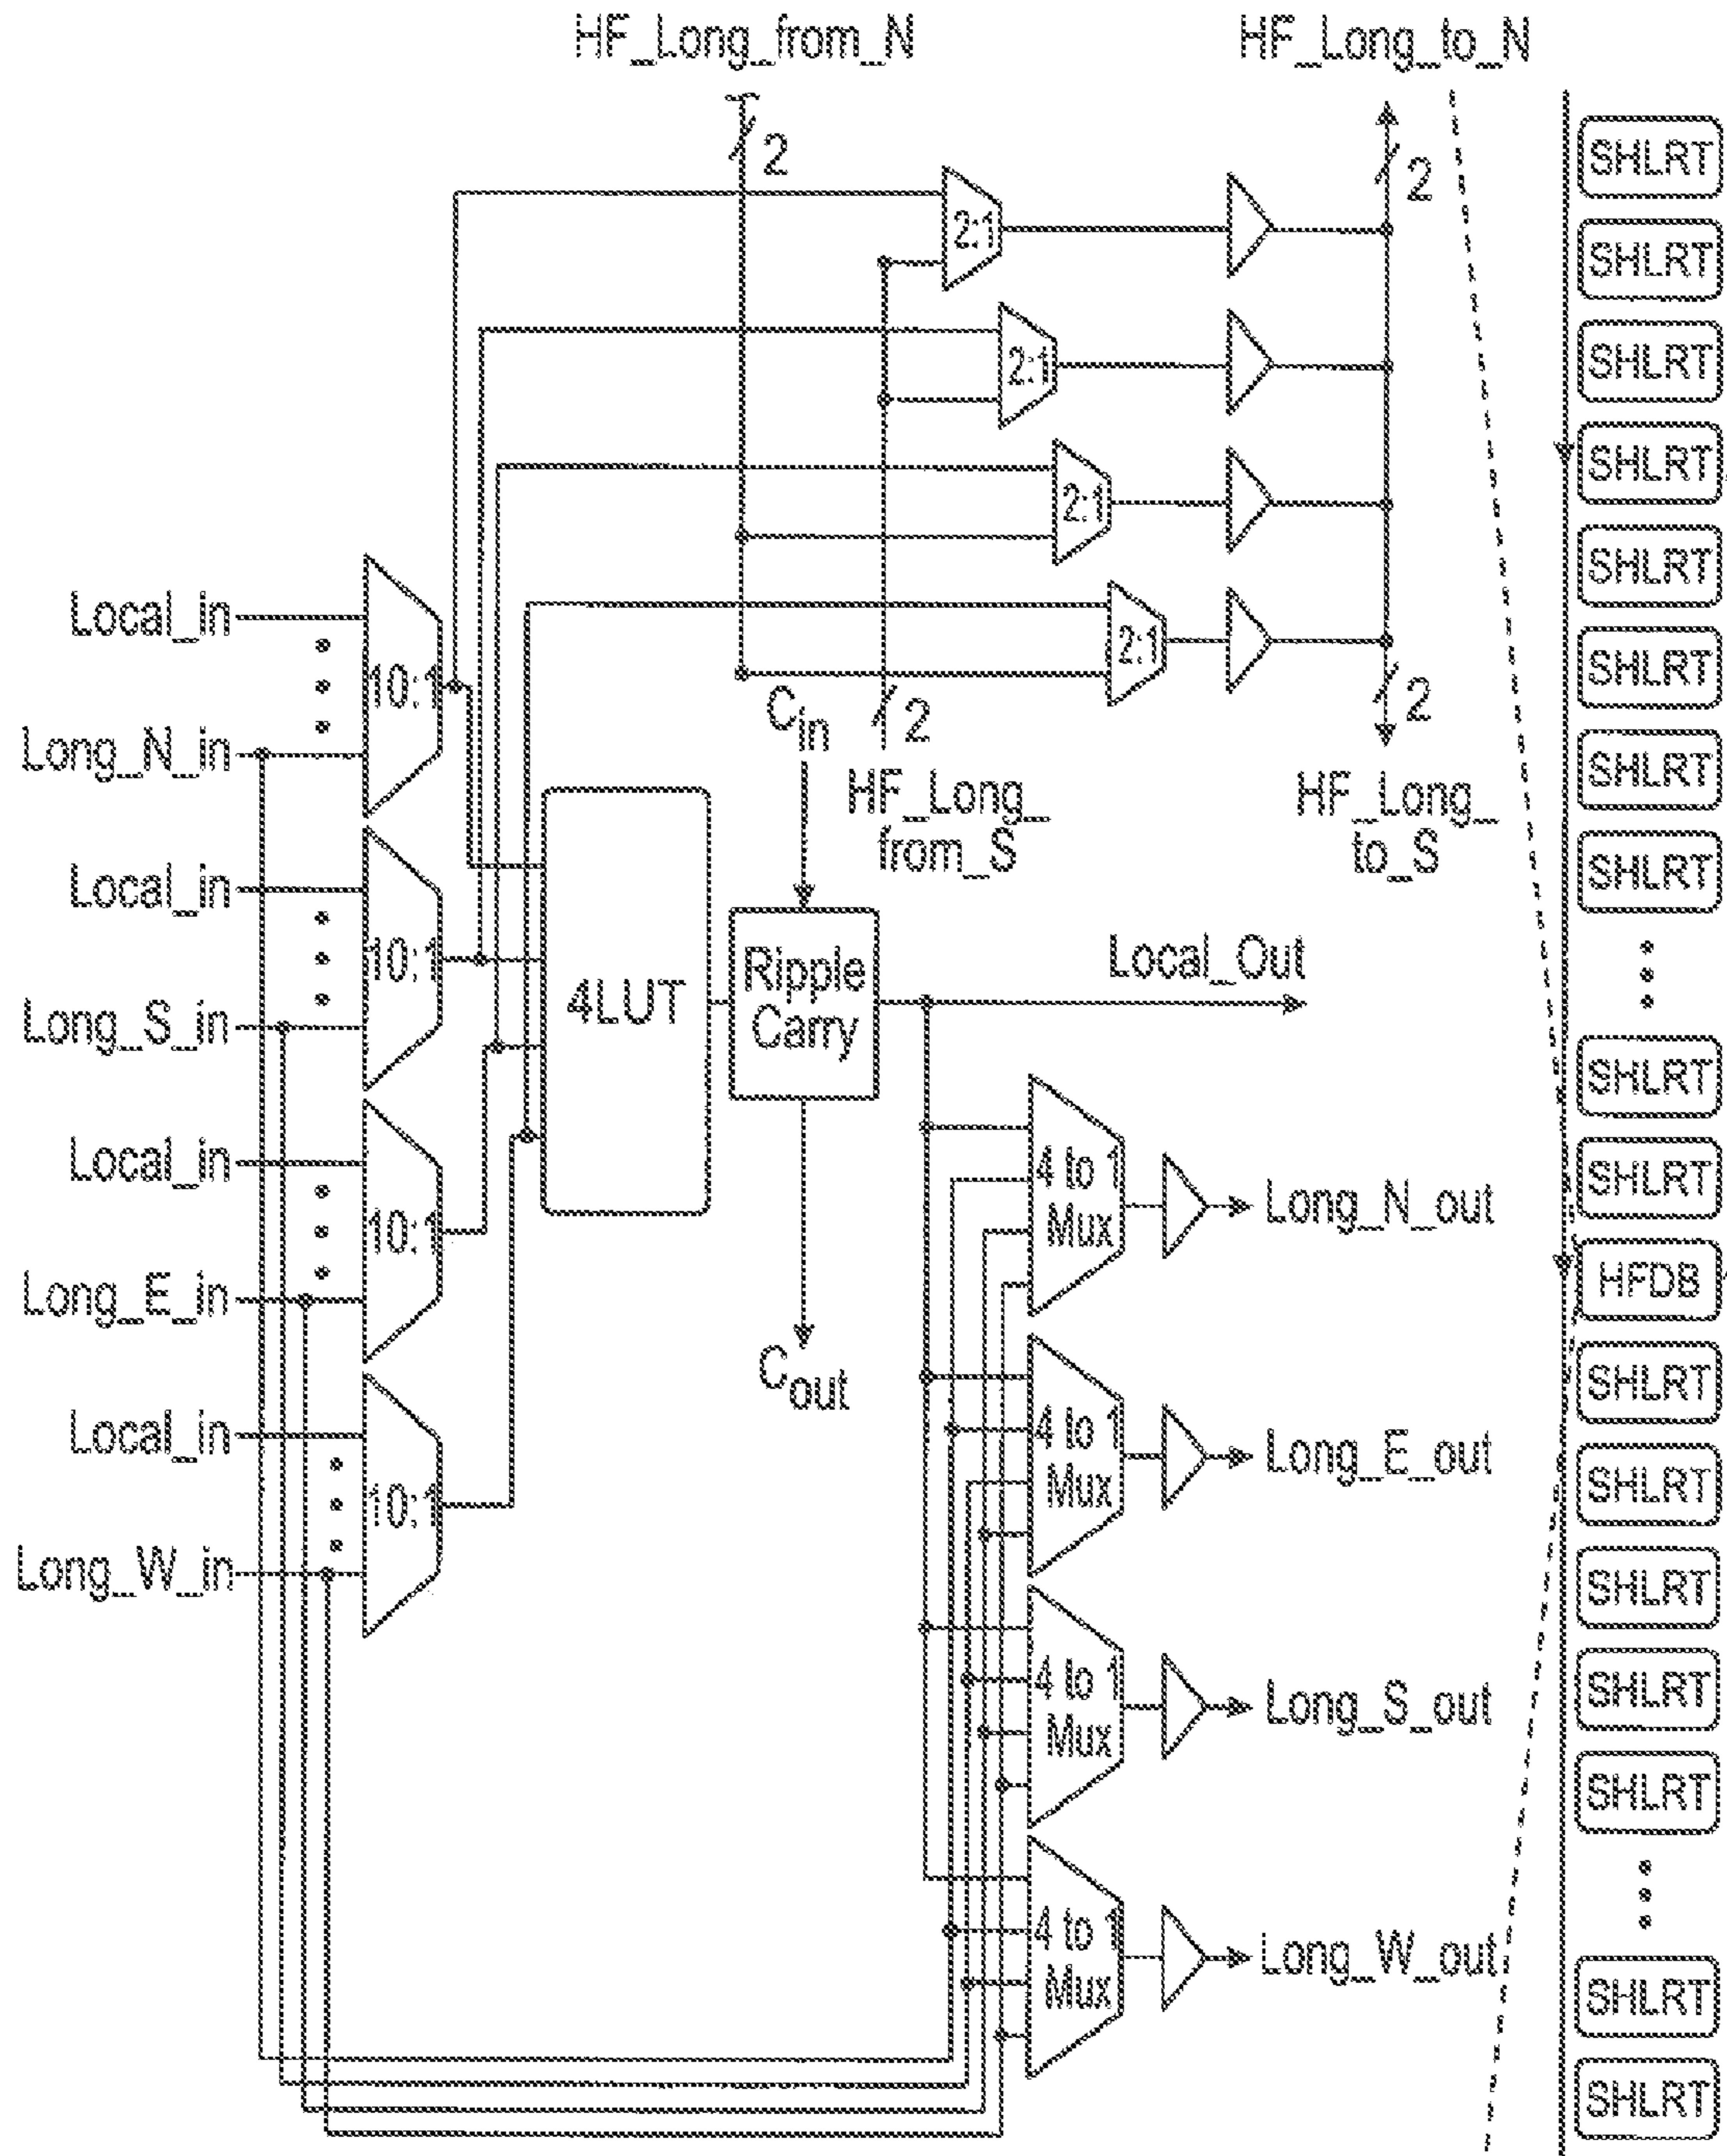 HF_Long_from_N
HF_Long_to_N
2
2
2:1
2:1
2:1
2:1
2
2
C_in
HF_Long_
from_S
HF_Long_
to_S
Local_in
10:1
Long_N_in
Local_in
10:1
Long_S_in
Local_in
10:1
Long_E_in
Local_in
10:1
Long_W_in
4LUT
Ripple
Carry
C_out
Local_Out
4 to 1
Mux
Long_N_out
4 to 1
Mux
Long_E_out
4 to 1
Mux
Long_S_out
4 to 1
Mux
Long_W_out
SHLRT
SHLRT
SHLRT
SHLRT
SHLRT
SHLRT
SHLRT
SHLRT
SHLRT
SHLRT
HFDB
SHLRT
SHLRT
SHLRT
SHLRT
SHLRT
SHLRT
SHLRT